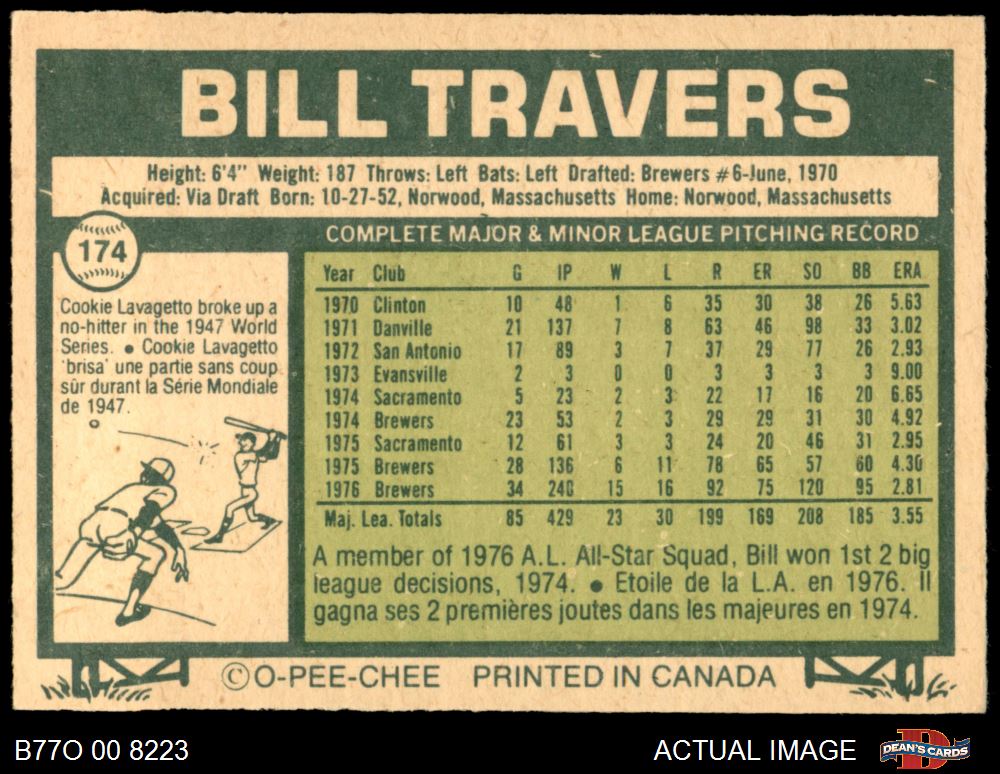 BILL TRAVERS
Height: 6'4" Weight: 187 Throws: Left Bats: Left Drafted: Brewers #6-June, 1970
Acquired: Via Draft Born: 10-27-52, Norwood, Massachusetts Home: Norwood, Massachusetts
174
Cookie Lavagetto broke up a
no-hitter in the 1947 World
Series. ● Cookie Lavagetto
'brisa' une partie sans coup
sûr durant la Série Mondiale
de 1947.
COMPLETE MAJOR & MINOR LEAGUE PITCHING RECORD
Year Club G IP W L R ER SO BB ERA
1970 Clinton 10 48 1 6 35 30 38 26 5.63
1971 Danville 21 137 7 8 63 46 98 33 3.02
1972 San Antonio 17 89 3 7 37 29 77 26 2.93
1973 Evansville 2 3 0 0 3 3 3 3 9.00
1974 Sacramento 5 23 2 3 22 17 16 20 6.65
1974 Brewers 23 53 2 3 29 29 31 30 4.92
1975 Sacramento 12 61 3 3 24 20 46 31 2.95
1975 Brewers 28 136 6 11 78 65 57 60 4.30
1976 Brewers 34 240 15 16 92 75 120 95 2.81
Maj. Lea. Totals 85 429 23 30 199 169 208 185 3.55
A member of 1976 A.L. All-Star Squad, Bill won 1st 2 big
league decisions, 1974. ● Etoile de la L.A. en 1976. Il
gagna ses 2 premières joutes dans les majeures en 1974.
©O-PEE-CHEE PRINTED IN CANADA
B77O 00 8223
ACTUAL IMAGE
DEAN'S CARDS